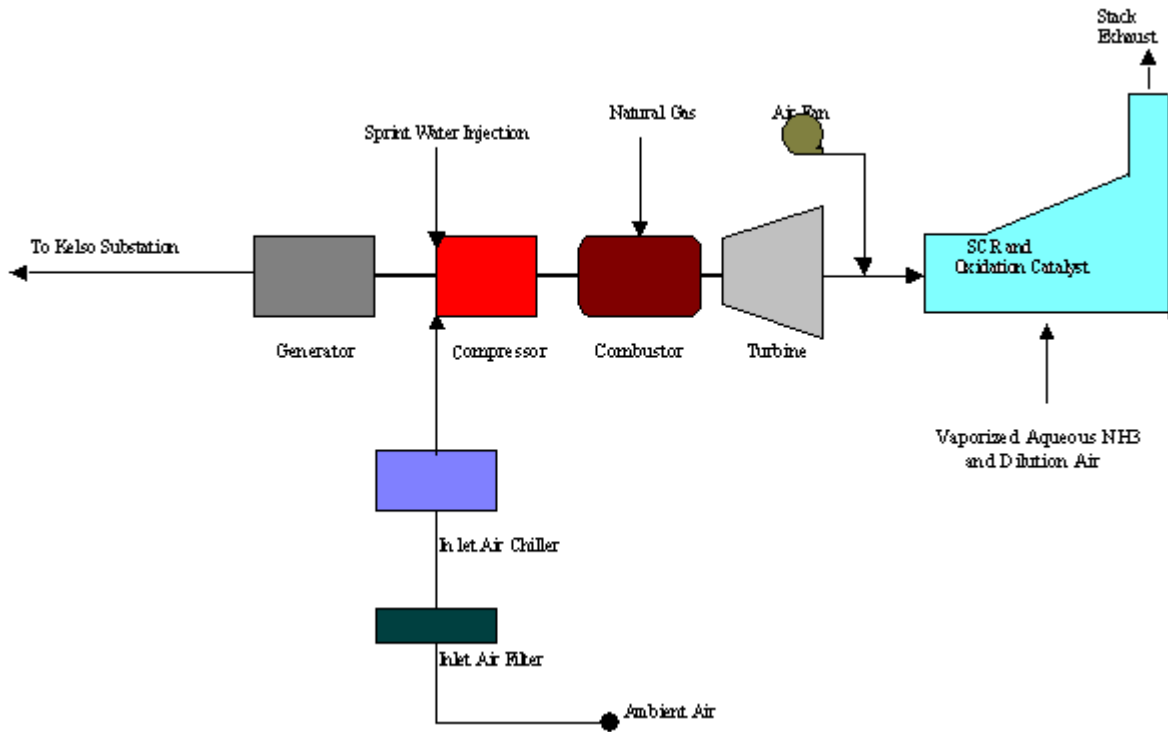 Stack
Exhaust
Natural Gas
Air Fan
Sprint Water Injection
To Kelso Substation
SCR and
Oxidation Catalyst
Generator
Compressor
Combustor
Turbine
Vaporized Aqueous NH3
and Dilution Air
Inlet Air Chiller
Inlet Air Filter
Ambient Air